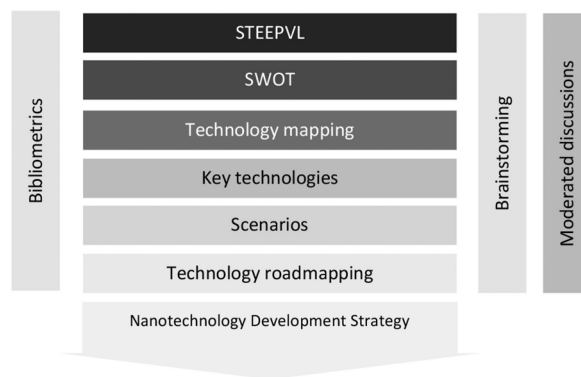 Bibliometrics
STEEPVL
SWOT
Technology mapping
Key technologies
Scenarios
Technology roadmapping
Nanotechnology Development Strategy
Brainstorming
Moderated discussions